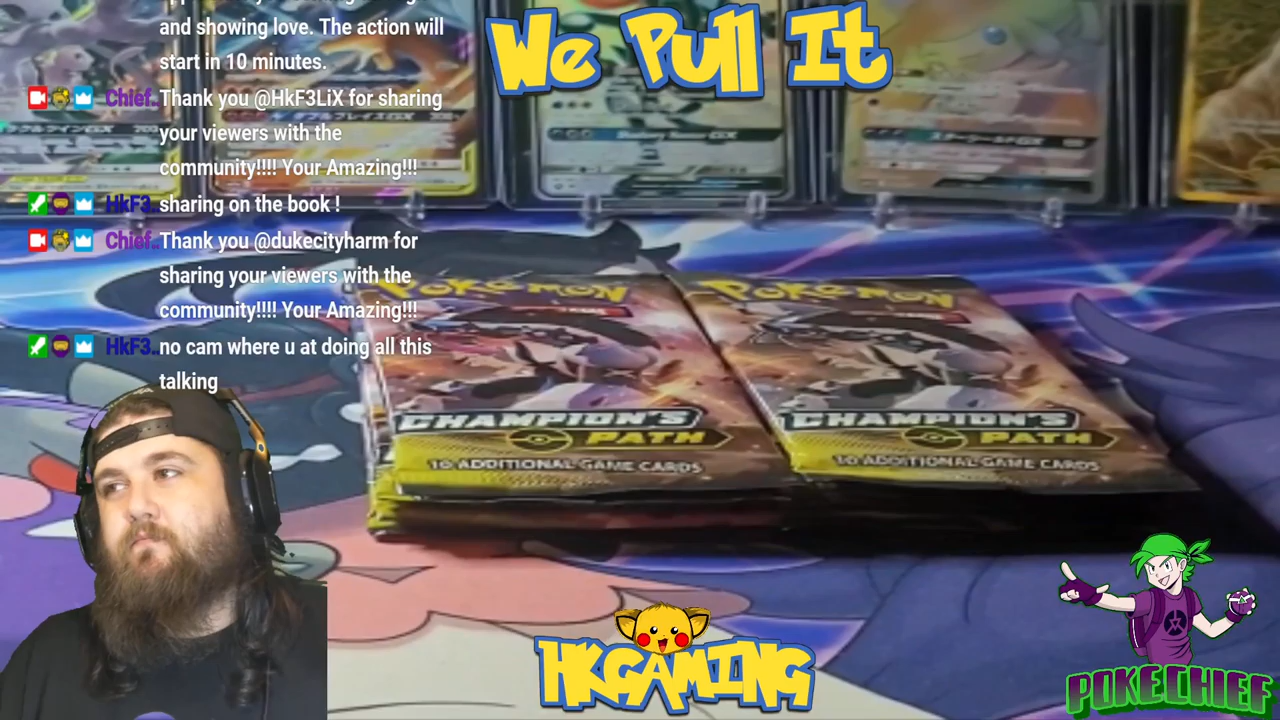 and showing love. The action will
start in 10 minutes.
Chief..Thank you @HkF3LiX for sharing
your viewers with the
community!!!! Your Amazing!!!
HkF3..sharing on the book !
Chief..Thank you @dukecityharm for
sharing your viewers with the
community!!!! Your Amazing!!!
HkF3..no cam where u at doing all this
talking
We Pull It
POKEMON
CHAMPION'S
PATH
10 ADDITIONAL GAME CARDS
POKEMON
CHAMPION'S
PATH
10 ADDITIONAL GAME CARDS
HKGAMING
POKECHIEF